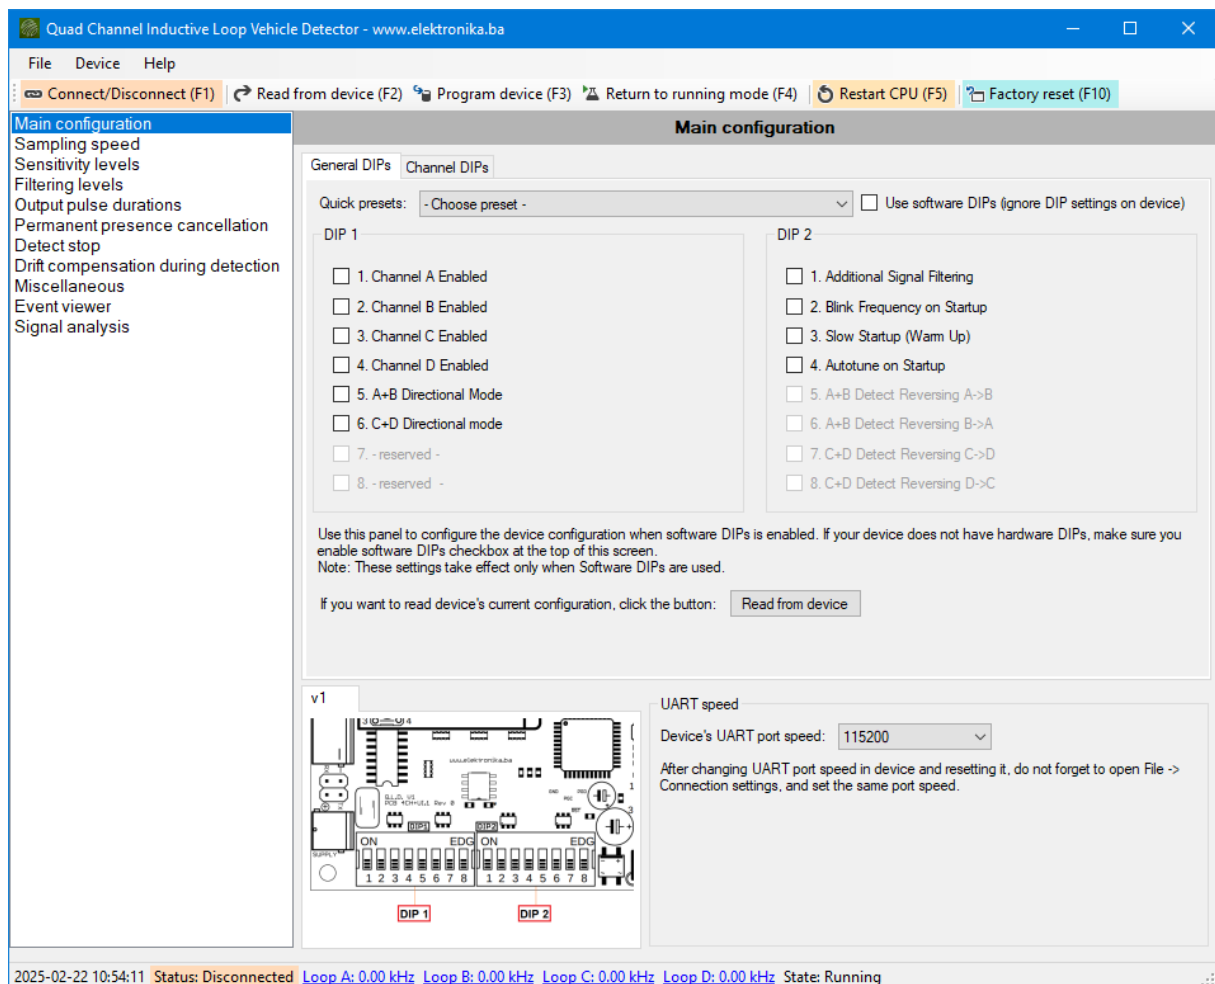 Quad Channel Inductive Loop Vehicle Detector - www.elektronika.ba
File Device Help
Connect/Disconnect (F1) Read from device (F2) Program device (F3) Return to running mode (F4) Restart CPU (F5) Factory reset (F10)
Main configuration
Sampling speed
Sensitivity levels
Filtering levels
Output pulse durations
Permanent presence cancellation
Detect stop
Drift compensation during detection
Miscellaneous
Event viewer
Signal analysis
Main configuration
General DIPs Channel DIPs
Quick presets: - Choose preset - Use software DIPs (ignore DIP settings on device)
DIP 1
1. Channel A Enabled
2. Channel B Enabled
3. Channel C Enabled
4. Channel D Enabled
5. A+B Directional Mode
6. C+D Directional mode
7. - reserved -
8. - reserved -
DIP 2
1. Additional Signal Filtering
2. Blink Frequency on Startup
3. Slow Startup (Warm Up)
4. Autotune on Startup
5. A+B Detect Reversing A->B
6. A+B Detect Reversing B->A
7. C+D Detect Reversing C->D
8. C+D Detect Reversing D->C
Use this panel to configure the device configuration when software DIPs is enabled. If your device does not have hardware DIPs, make sure you
enable software DIPs checkbox at the top of this screen.
Note: These settings take effect only when Software DIPs are used.
If you want to read device's current configuration, click the button: Read from device
v1
www.elektronika.ba
PCB 4CH-V1.1 Rev 0
DIP1 DIP2
SUPPLY
ON EDG ON EDG
1 2 3 4 5 6 7 8 1 2 3 4 5 6 7 8
DIP 1 DIP 2
UART speed
Device's UART port speed: 115200
After changing UART port speed in device and resetting it, do not forget to open File ->
Connection settings, and set the same port speed.
2025-02-22 10:54:11 Status: Disconnected Loop A: 0.00 kHz Loop B: 0.00 kHz Loop C: 0.00 kHz Loop D: 0.00 kHz State: Running